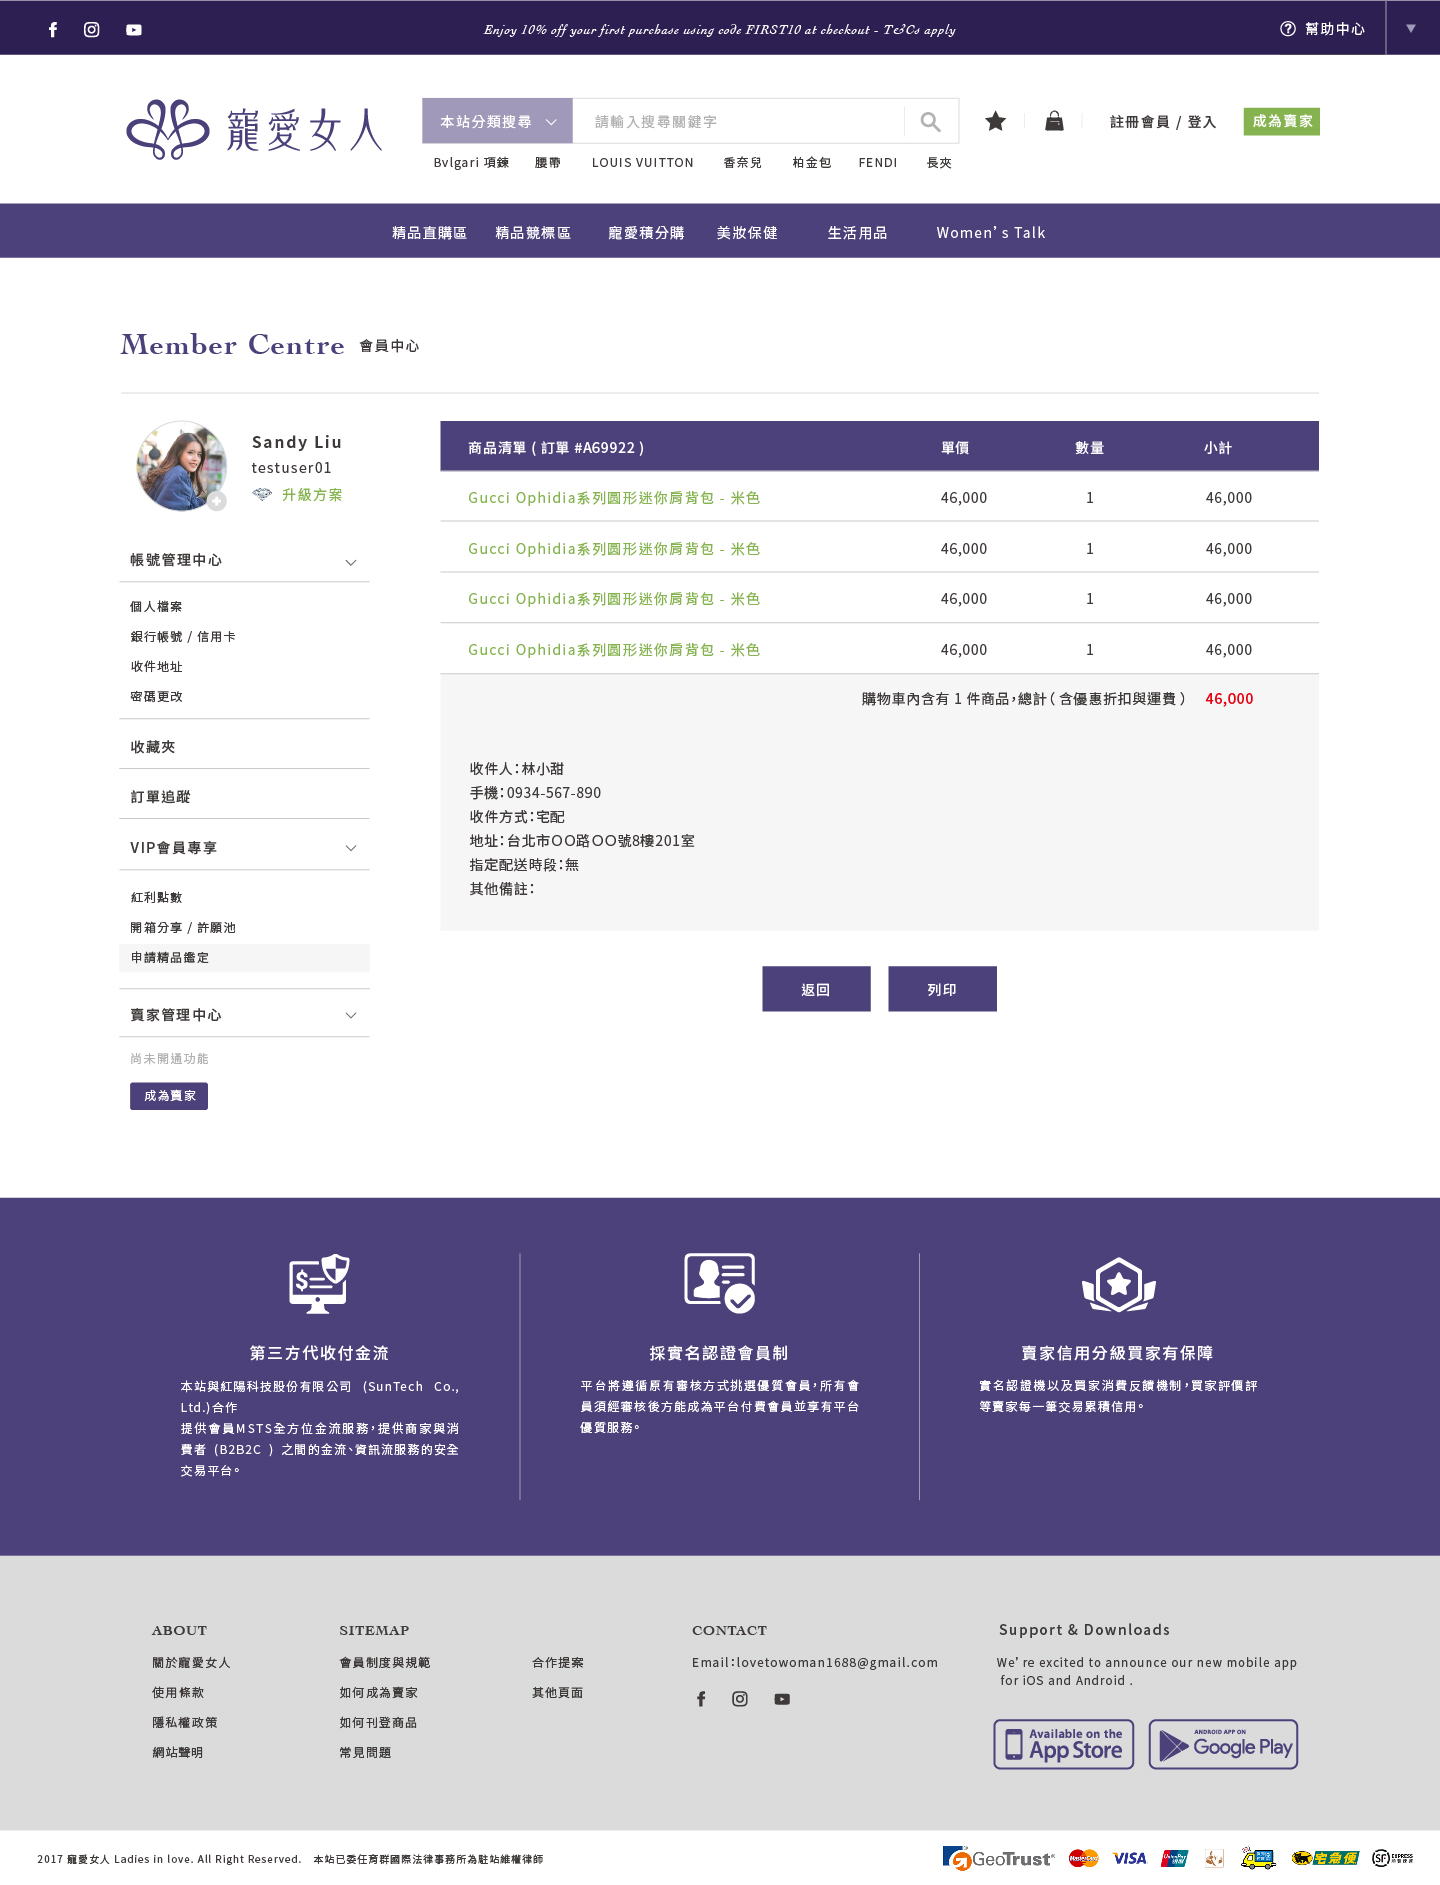 Enjoy 10% off your first purchase using code FIRST10 at checkout - T&Cs apply
幫助中心
寵愛女人
本站分類搜尋
請輸入搜尋關鍵字
註冊會員 / 登入
成為賣家
Bvlgari 項鍊 腰帶 LOUIS VUITTON 香奈兒 柏金包 FENDI 長夾
精品直購區 精品競標區 寵愛積分購 美妝保健 生活用品 Women’s Talk
Member Centre 會員中心
Sandy Liu
testuser01
升級方案
帳號管理中心
個人檔案
銀行帳號 / 信用卡
收件地址
密碼更改
收藏夾
訂單追蹤
VIP會員專享
紅利點數
開箱分享 / 許願池
申請精品鑑定
賣家管理中心
尚未開通功能
成為賣家
商品清單 ( 訂單 #A69922 ) 單價 數量 小計
Gucci Ophidia系列圓形迷你肩背包 - 米色 46,000 1 46,000
Gucci Ophidia系列圓形迷你肩背包 - 米色 46,000 1 46,000
Gucci Ophidia系列圓形迷你肩背包 - 米色 46,000 1 46,000
Gucci Ophidia系列圓形迷你肩背包 - 米色 46,000 1 46,000
購物車內含有 1 件商品，總計（ 含優惠折扣與運費 ） 46,000
收件人：林小甜
手機：0934-567-890
收件方式：宅配
地址：台北市OO路OO號8樓201室
指定配送時段：無
其他備註：
返回
列印
第三方代收付金流
本站與紅陽科技股份有限公司 (SunTech Co.,
Ltd.)合作
提供會員MSTS全方位金流服務，提供商家與消
費者 (B2B2C ) 之間的金流、資訊流服務的安全
交易平台。
採實名認證會員制
平台將遵循原有審核方式挑選優質會員，所有會
員須經審核後方能成為平台付費會員並享有平台
優質服務。
賣家信用分級買家有保障
實名認證機以及買家消費反饋機制，買家評價評
等賣家每一筆交易累積信用。
ABOUT
關於寵愛女人
使用條款
隱私權政策
網站聲明
SITEMAP
會員制度與規範
如何成為賣家
如何刊登商品
常見問題
合作提案
其他頁面
CONTACT
Email：lovetowoman1688@gmail.com
Support & Downloads
We’re excited to announce our new mobile app
for iOS and Android .
Available on the
App Store
ANDROID APP ON
Google Play
2017 寵愛女人 Ladies in love. All Right Reserved. 本站已委任育群國際法律事務所為駐站維權律師
GeoTrust
MasterCard
VISA
UnionPay
宅急便
SF EXPRESS